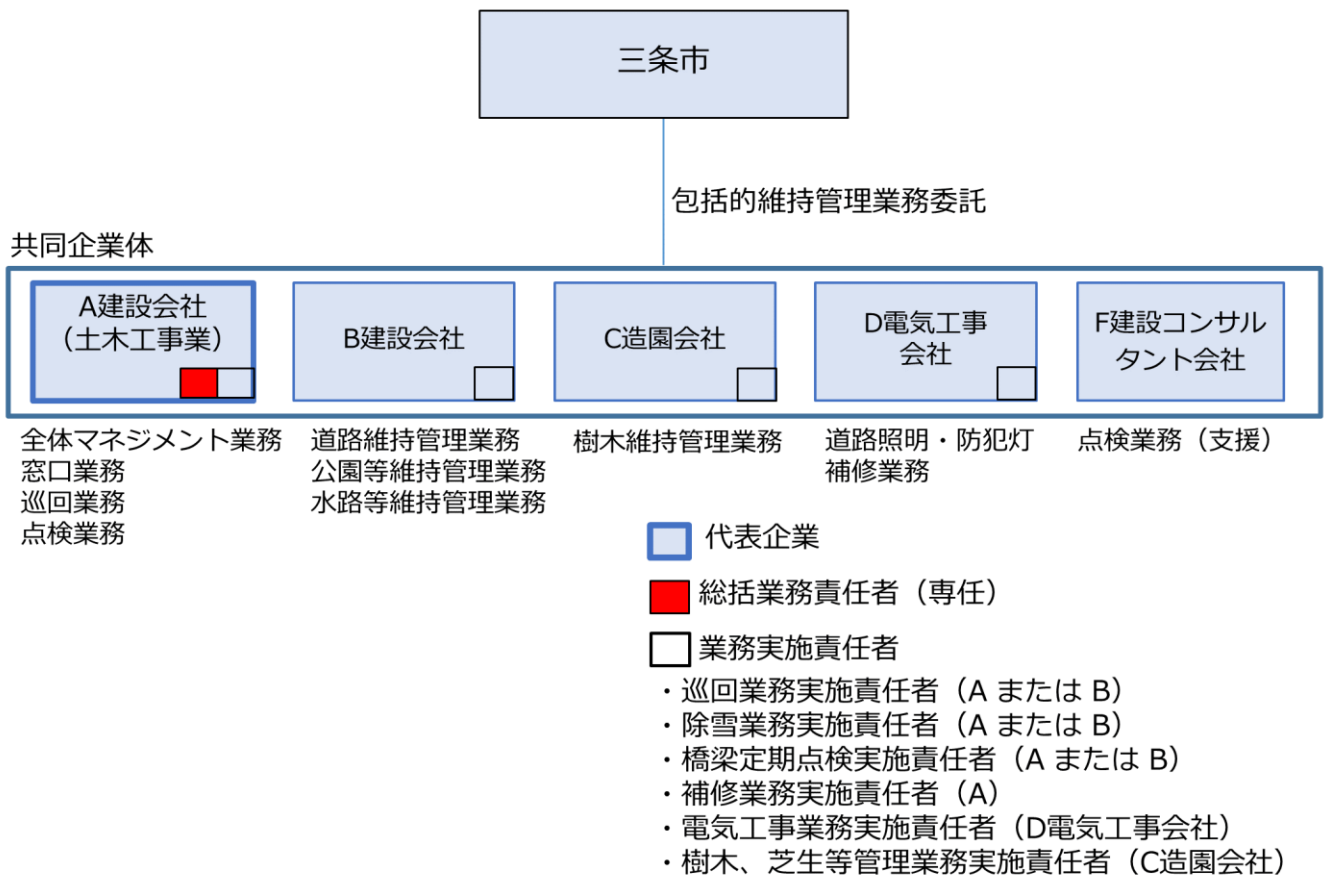 三条市
包括的維持管理業務委託
共同企業体
A建設会社
（土木工事業）
B建設会社
C造園会社
D電気工事
会社
F建設コンサル
タント会社
全体マネジメント業務
窓口業務
巡回業務
点検業務
道路維持管理業務
公園等維持管理業務
水路等維持管理業務
樹木維持管理業務
道路照明・防犯灯
補修業務
点検業務（支援）
代表企業
総括業務責任者（専任）
業務実施責任者
・巡回業務実施責任者（A または B）
・除雪業務実施責任者（A または B）
・橋梁定期点検実施責任者（A または B）
・補修業務実施責任者（A）
・電気工事業務実施責任者（D電気工事会社）
・樹木、芝生等管理業務実施責任者（C造園会社）